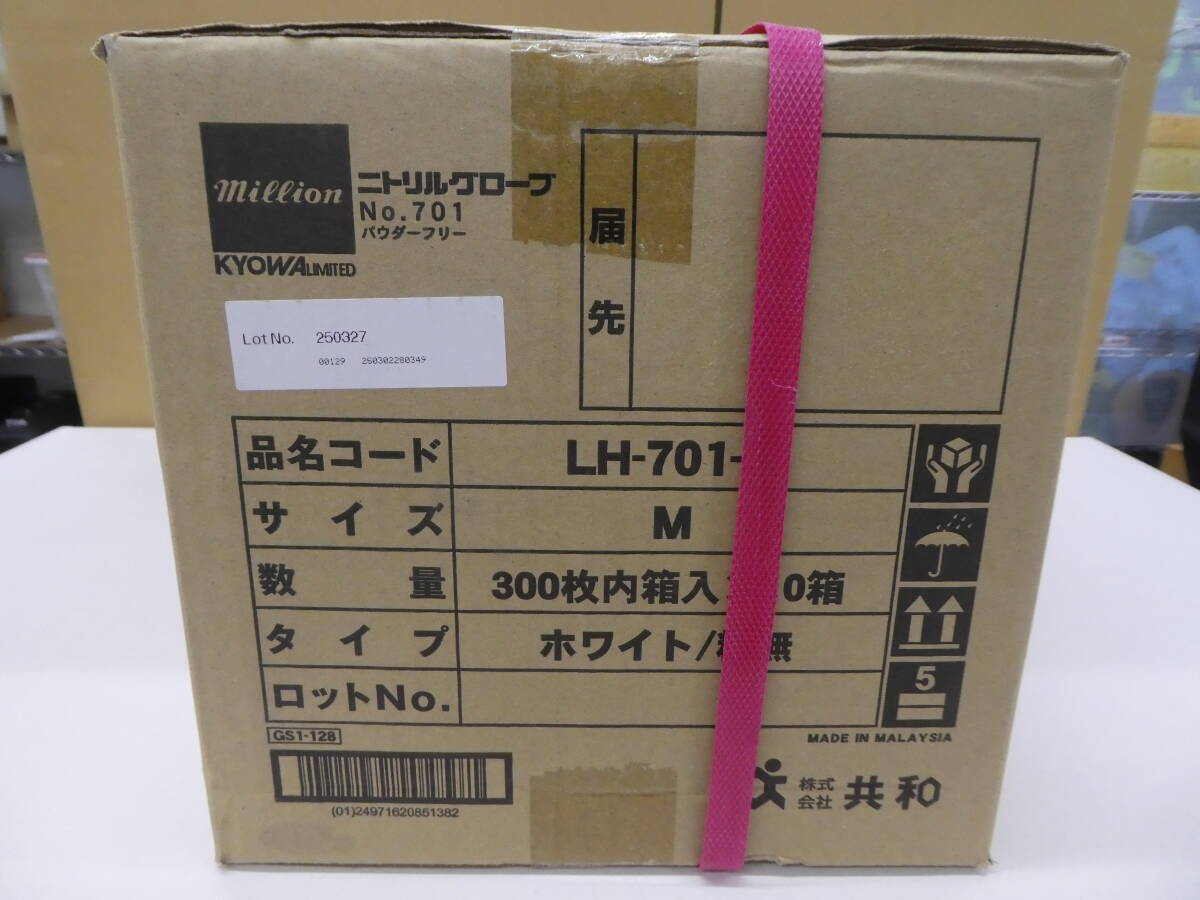 million
ニトリルグローブ
No.701
パウダーフリー
KYOWA LIMITED
届先
Lot No. 250327
00129 250302280349
品名コード LH-701-
サイズ M
数量 300枚内箱入 0箱
タイプ ホワイト/ 無
ロットNo.
5
GS1-128
MADE IN MALAYSIA
(01)24971620851382
株式会社 共和